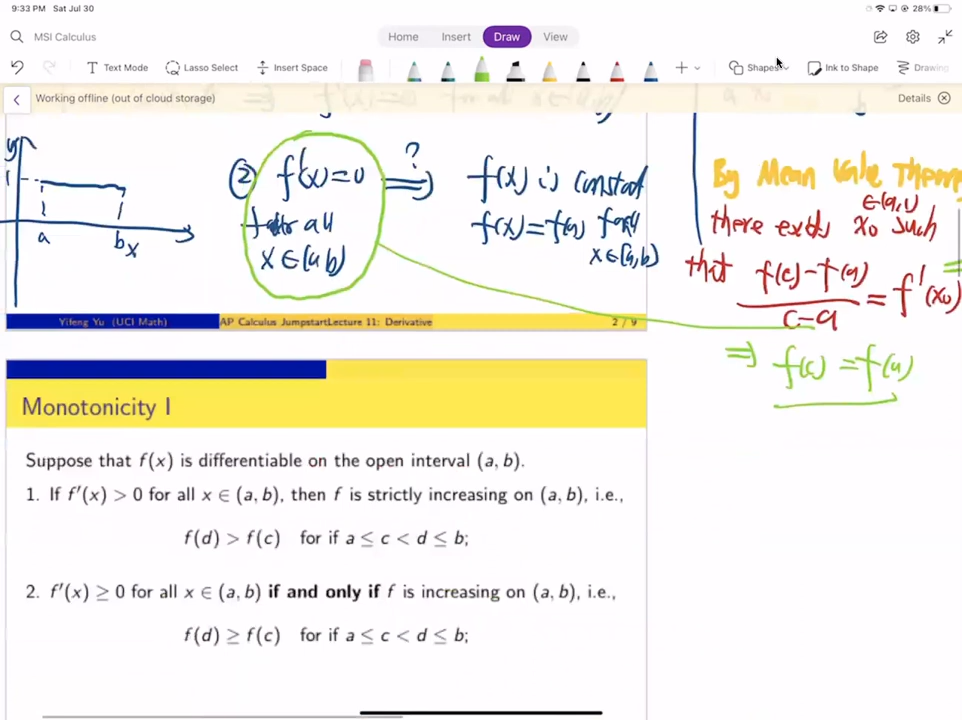 9:33 PM Sat Jul 30
28%
MSI Calculus
Home Insert Draw View
Text Mode Lasso Select Insert Space Shapes Ink to Shape Drawing
Working offline (out of cloud storage)
Details
y
a
b x
② f'(x)=0
for all
x∈(a,b)
?
⟹
f(x) is constant
f(x)=f(a) for all
x∈[a,b)
By Mean Value Theorem
there exists x₀ such
∈(a,c)
that f(c)-f(a) / c-a = f'(x₀)
⟹ f(c) = f(a)
Yifeng Yu (UCI Math) AP Calculus JumpstartLecture 11: Derivative 2 / 9
Monotonicity I
Suppose that f(x) is differentiable on the open interval (a, b).
1. If f′(x) > 0 for all x ∈ (a, b), then f is strictly increasing on (a, b), i.e.,
f(d) > f(c) for if a ≤ c < d ≤ b;
2. f′(x) ≥ 0 for all x ∈ (a, b) if and only if f is increasing on (a, b), i.e.,
f(d) ≥ f(c) for if a ≤ c < d ≤ b;